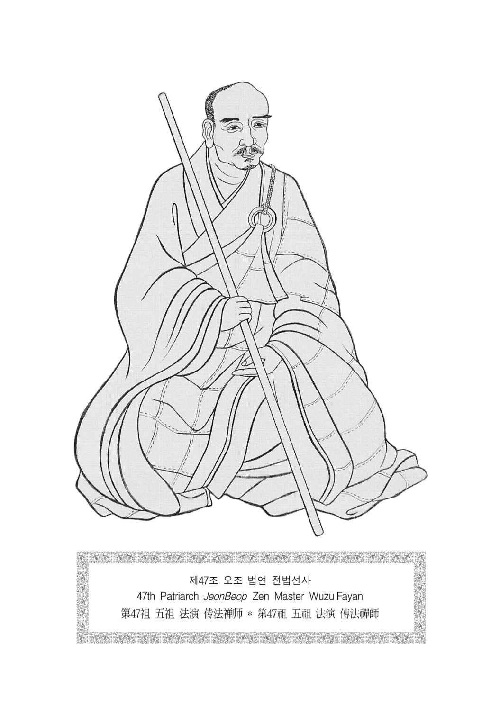 제47조 오조 법연 전법선사
47th Patriarch JeonBeop Zen Master Wuzu Fayan
第47祖 五祖 法演 传法禅师 * 第47祖 五祖 法演 傳法禪師